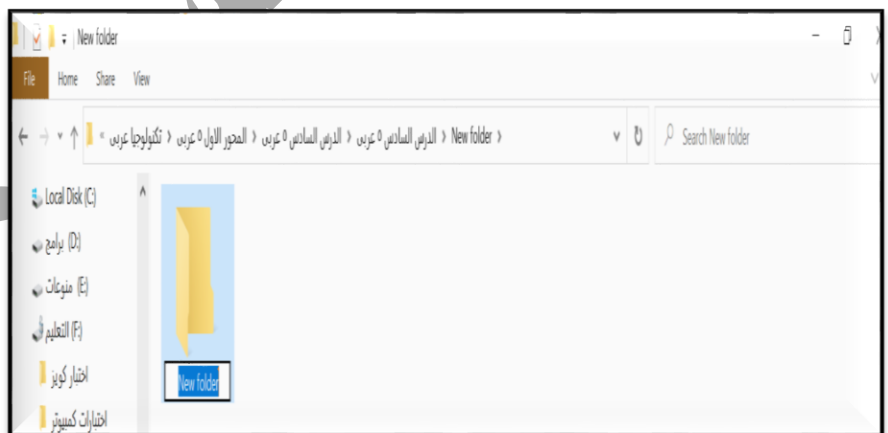 New folder
File Home Share View
« تكنولوجيا عربى › المحور الاول ٥ عربى › الدرس السادس ٥ عربى › الدرس السادس ٥ عربى › New folder ›
Search New folder
Local Disk (C:)
برامج (D:)
منوعات (E:)
التعليم (F:)
اختبار كويز
اختبارات كمبيوتر
New folder